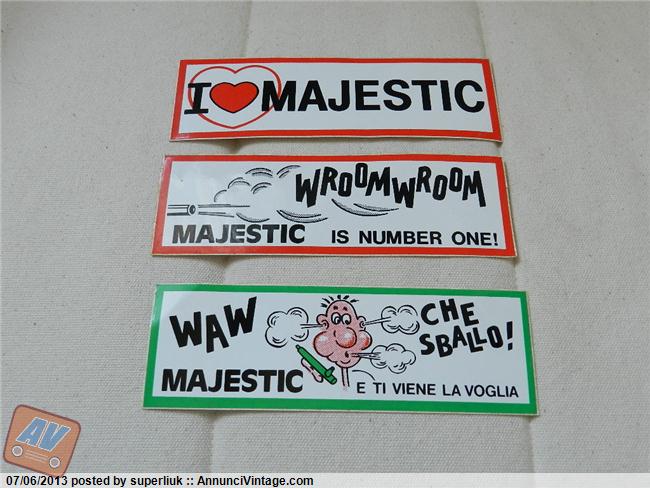 I MAJESTIC
WROOMWROOM
MAJESTIC IS NUMBER ONE!
WAW
CHE
SBALLO!
MAJESTIC E TI VIENE LA VOGLIA
AV
07/06/2013 posted by superliuk :: AnnunciVintage.com